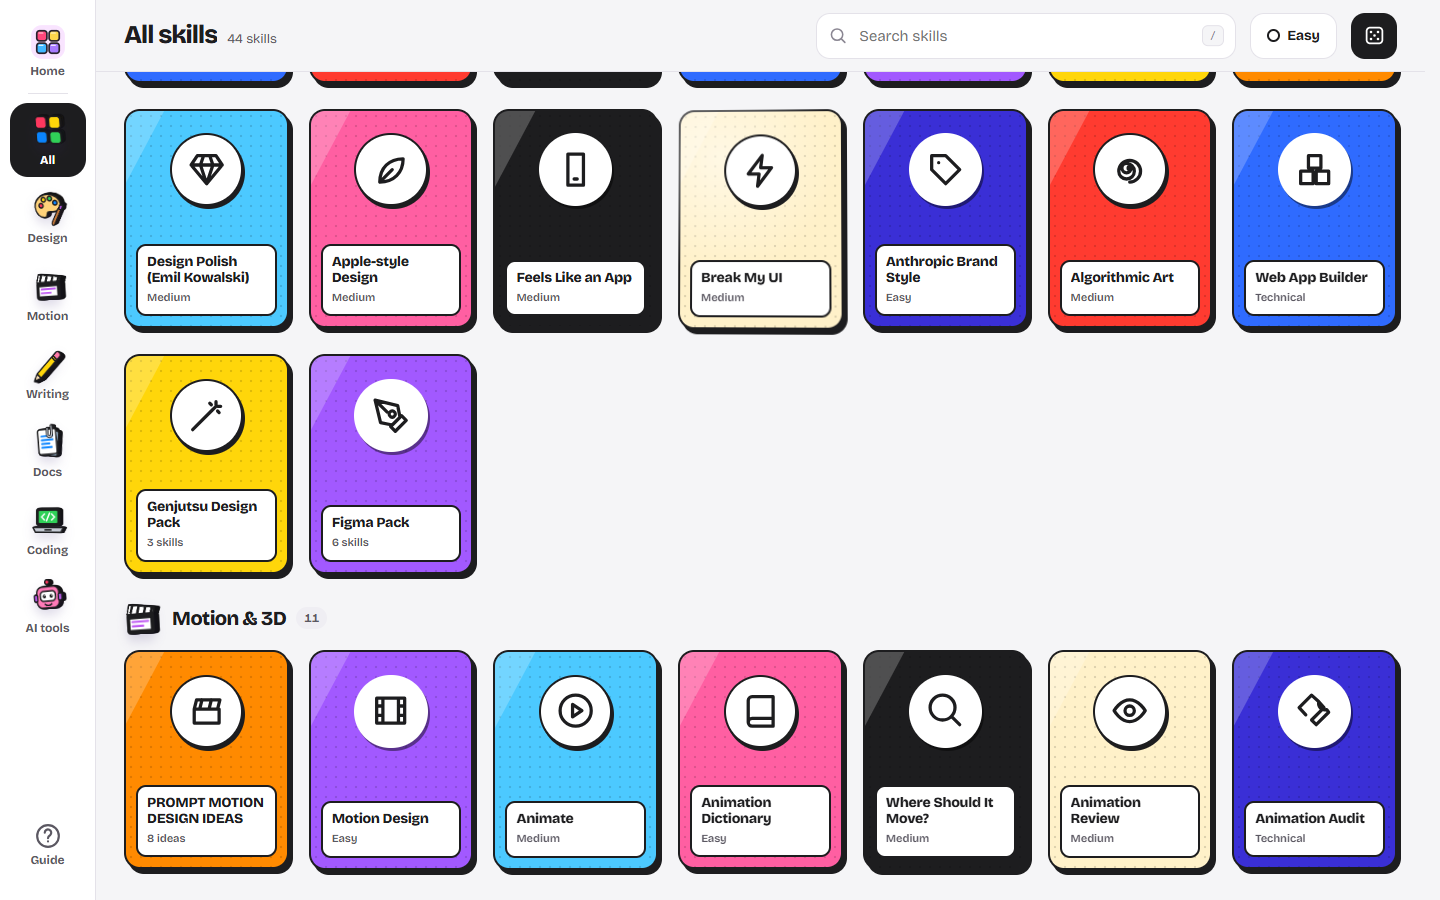 All skills
44 skills
Search skills
/
Easy
Home
All
Design
Motion
Writing
Docs
</>
Coding
AI tools
Guide
Design Polish
(Emil Kowalski)
Medium
Apple-style
Design
Medium
Feels Like an App
Medium
Break My UI
Medium
Anthropic Brand
Style
Easy
Algorithmic Art
Medium
Web App Builder
Technical
Genjutsu Design
Pack
3 skills
Figma Pack
6 skills
Motion & 3D
11
PROMPT MOTION
DESIGN IDEAS
8 ideas
Motion Design
Easy
Animate
Medium
Animation
Dictionary
Easy
Where Should It
Move?
Medium
Animation
Review
Medium
Animation Audit
Technical